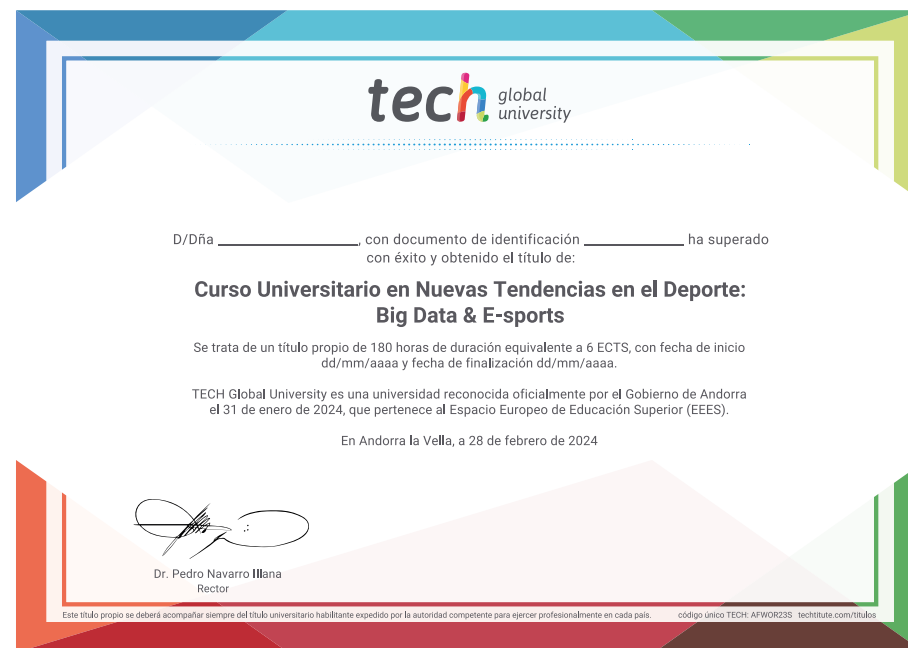 tech global university
D/Dña ____________________, con documento de identificación ______________ ha superado
con éxito y obtenido el título de:
Curso Universitario en Nuevas Tendencias en el Deporte:
Big Data & E-sports
Se trata de un título propio de 180 horas de duración equivalente a 6 ECTS, con fecha de inicio
dd/mm/aaaa y fecha de finalización dd/mm/aaaa.
TECH Global University es una universidad reconocida oficialmente por el Gobierno de Andorra
el 31 de enero de 2024, que pertenece al Espacio Europeo de Educación Superior (EEES).
En Andorra la Vella, a 28 de febrero de 2024
Dr. Pedro Navarro Illana
Rector
Este título propio se deberá acompañar siempre del título universitario habilitante expedido por la autoridad competente para ejercer profesionalmente en cada país. código único TECH: AFWOR23S techtitute.com/titulos